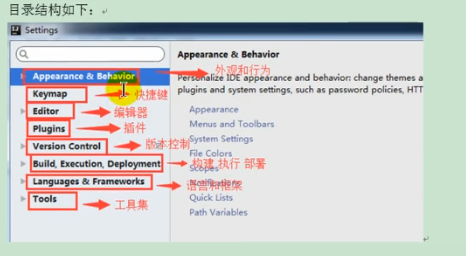 目录结构如下：
Settings
Appearance & Behavior
外观和行为
Keymap
快捷键
Editor
编辑器
Plugins
插件
Version Control
版本控制
Build, Execution, Deployment
构建 执行 部署
Languages & Frameworks
语言和框架
Tools
工具集
Appearance & Behavior
Personalize IDE appearance and behavior: change themes a
plugins and system settings, such as password policies, HTT
Appearance
Menus and Toolbars
System Settings
File Colors
Scopes
Notifications
Quick Lists
Path Variables